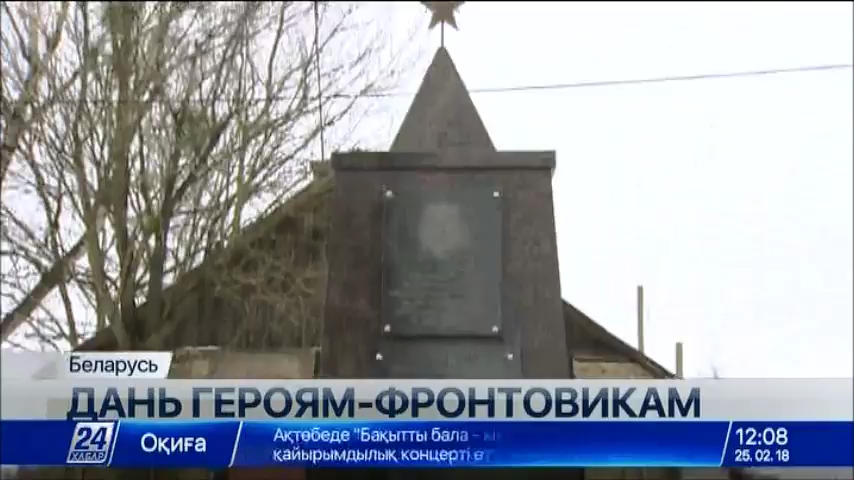 Беларусь
ДАНЬ ГЕРОЯМ-ФРОНТОВИКАМ
24
ХАБАР
Оқиға
Ақтөбеде "Бақытты бала -
қайырымдылық концерті
12:08
25.02.18